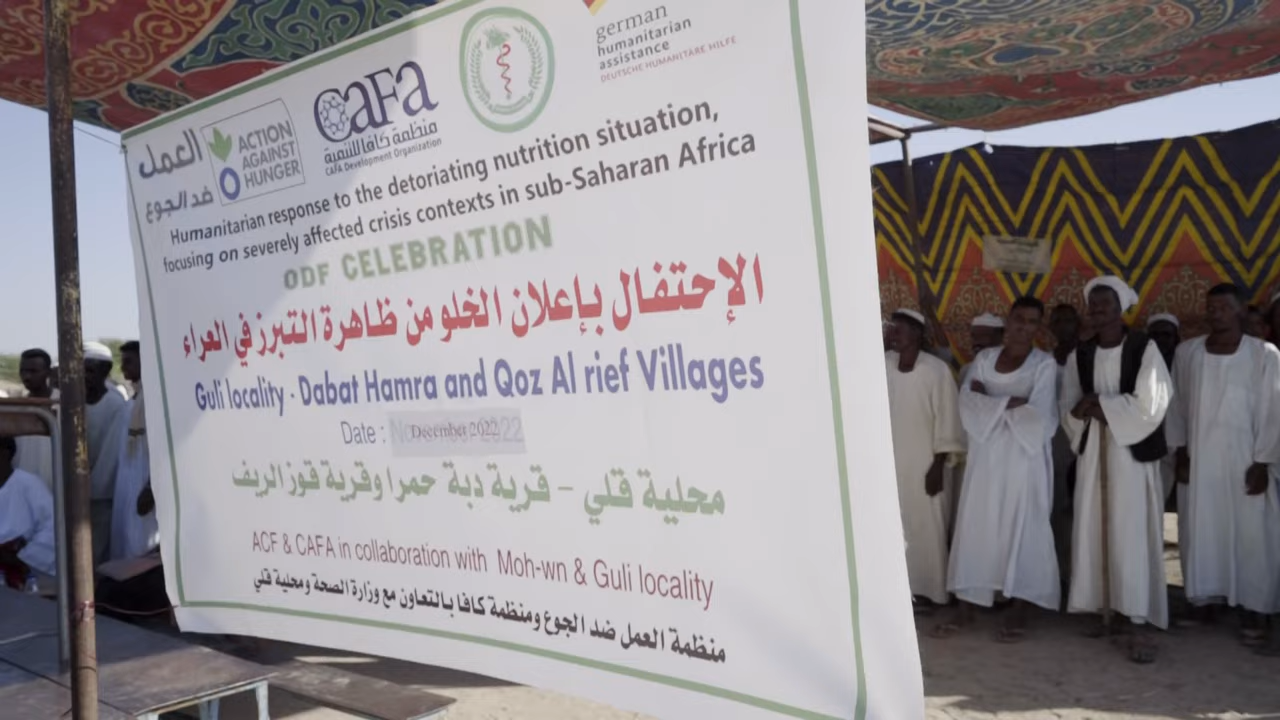 العمل
ضد الجوع
ACTION
AGAINST
HUNGER
CAFA
منظمة كافا للتنمية
CAFA Development Organization
german
humanitarian
assistance
DEUTSCHE HUMANITÄRE HILFE
Humanitarian response to the detoriating nutrition situation,
focusing on severely affected crisis contexts in sub-Saharan Africa
ODF CELEBRATION
الإحتفال بإعلان الخلو من ظاهرة التبرز في العراء
Guli locality - Dabat Hamra and Qoz Al rief Villages
Date : December 2022
محلية قلي - قرية دبة حمرا وقرية قوز الريف
ACF & CAFA in collaboration with Moh-wn & Guli locality
منظمة العمل ضد الجوع ومنظمة كافا بالتعاون مع وزارة الصحة ومحلية قلي